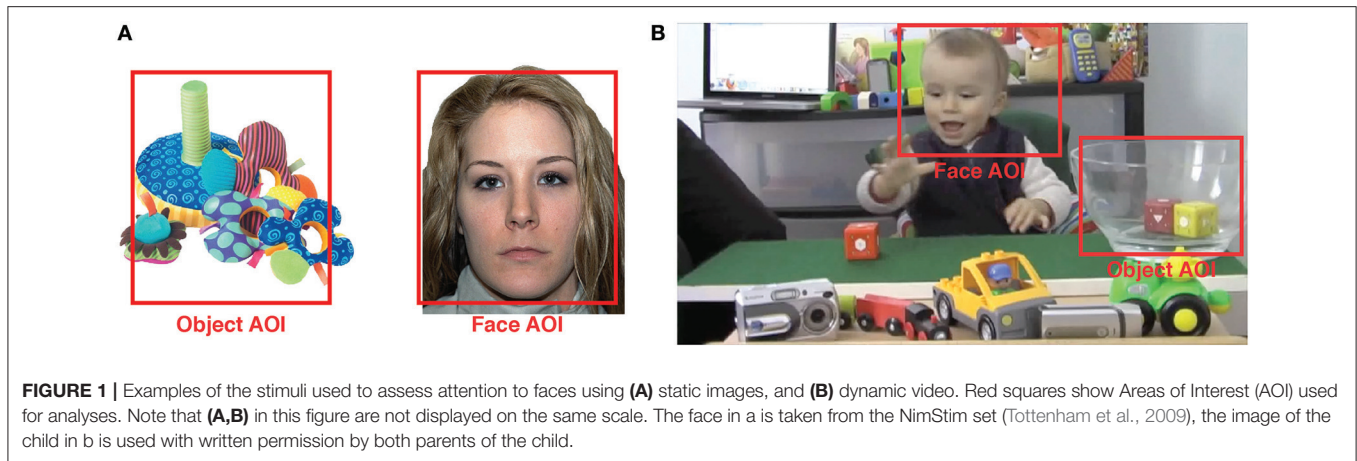 A
B
Face AOI
Object AOI
Object AOI
Face AOI
FIGURE 1 | Examples of the stimuli used to assess attention to faces using (A) static images, and (B) dynamic video. Red squares show Areas of Interest (AOI) used
for analyses. Note that (A,B) in this figure are not displayed on the same scale. The face in a is taken from the NimStim set (Tottenham et al., 2009), the image of the
child in b is used with written permission by both parents of the child.